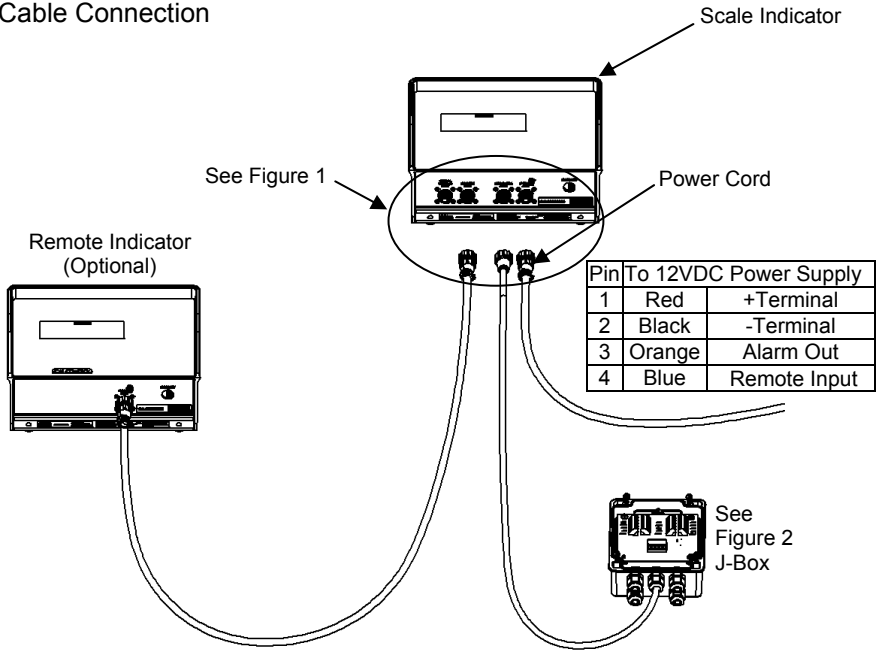 Cable Connection
Scale Indicator
See Figure 1
Power Cord
Remote Indicator
(Optional)
Pin To 12VDC Power Supply
1 Red +Terminal
2 Black -Terminal
3 Orange Alarm Out
4 Blue Remote Input
See
Figure 2
J-Box